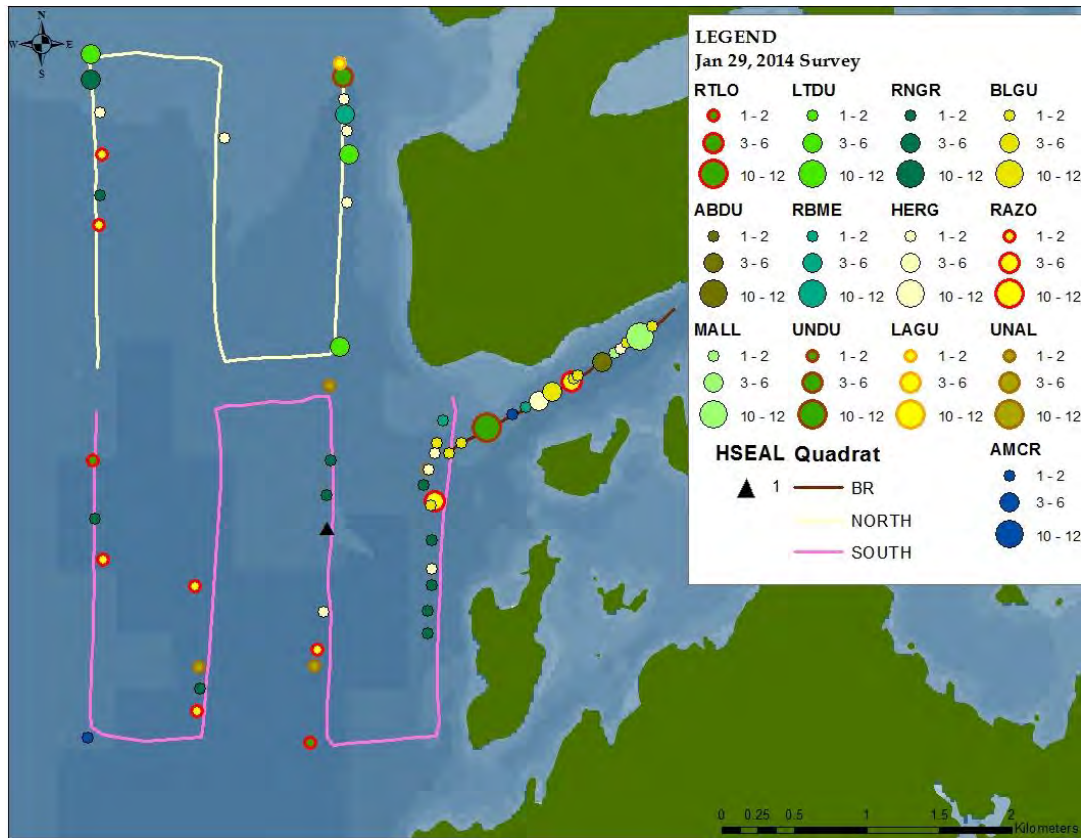 N
W E
S
LEGEND
Jan 29, 2014 Survey
RTLO LTDU RNGR BLGU
1 - 2 1 - 2 1 - 2 1 - 2
3 - 6 3 - 6 3 - 6 3 - 6
10 - 12 10 - 12 10 - 12 10 - 12
ABDU RBME HERG RAZO
1 - 2 1 - 2 1 - 2 1 - 2
3 - 6 3 - 6 3 - 6 3 - 6
10 - 12 10 - 12 10 - 12 10 - 12
MALL UNDU LAGU UNAL
1 - 2 1 - 2 1 - 2 1 - 2
3 - 6 3 - 6 3 - 6 3 - 6
10 - 12 10 - 12 10 - 12 10 - 12
HSEAL Quadrat AMCR
1 BR 1 - 2
NORTH 3 - 6
SOUTH 10 - 12
0 0.25 0.5 1 1.5 2
Kilometers